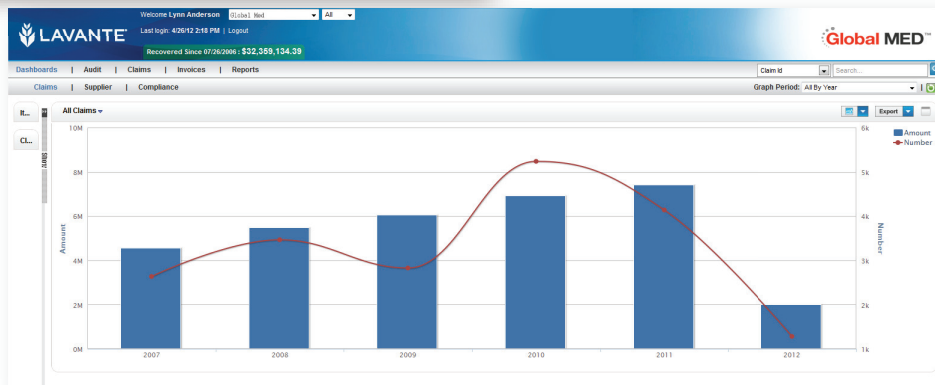 Welcome Lynn Anderson Global Med All
LAVANTE
Last login: 4/26/12 2:18 PM | Logout
Global MED™
Recovered Since 07/26/2006 : $32,359,134.39
Dashboards | Audit | Claims | Invoices | Reports
Claim Id Search...
Claims | Supplier | Compliance
Graph Period: All By Year
It...
All Claims
Export
Cl...
10M
8M
6M
4M
2M
0M
Amount
6k
5k
4k
3k
2k
1k
Number
Amount
Number
2007 2008 2009 2010 2011 2012